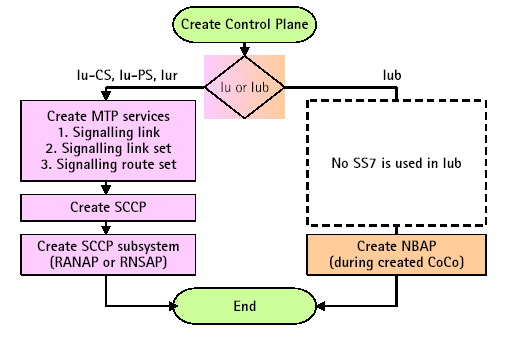 Create Control Plane
Iu-CS, Iu-PS, Iur
Iu or Iub
Iub
Create MTP services
1. Signalling link
2. Signalling link set
3. Signalling route set
No SS7 is used in Iub
Create SCCP
Create SCCP subsystem
(RANAP or RNSAP)
Create NBAP
(during created CoCo)
End